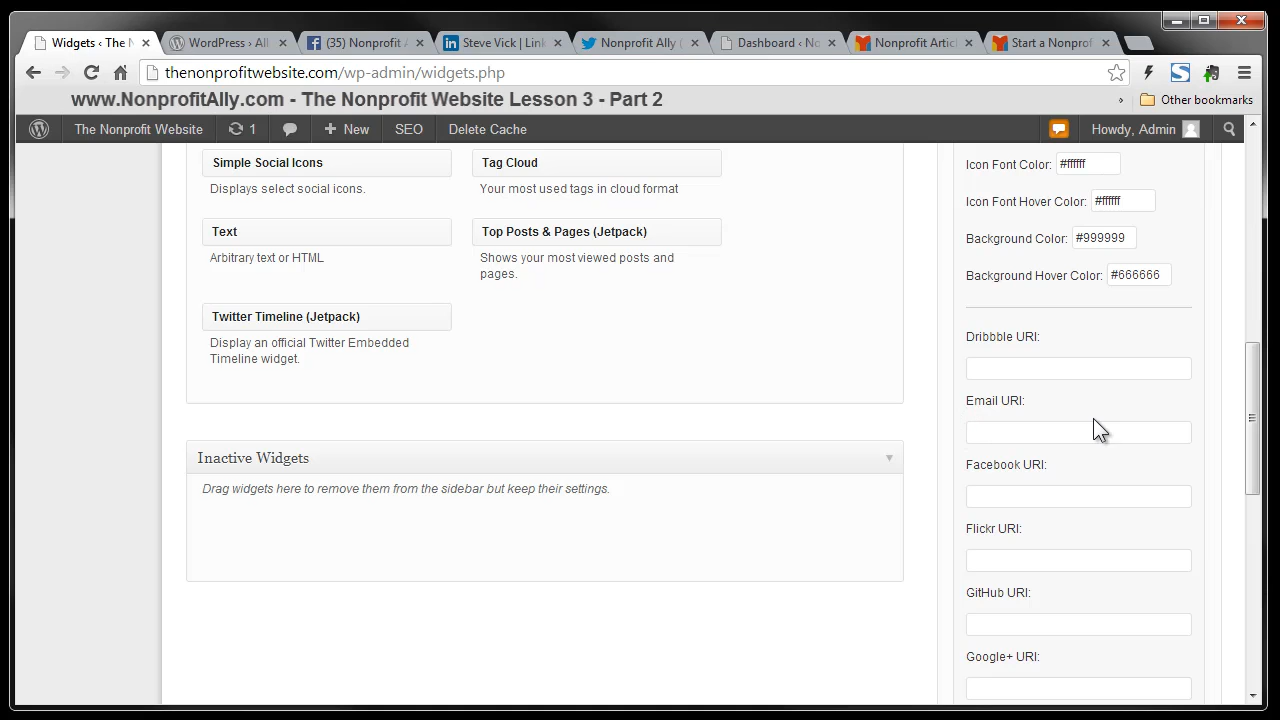 Widgets ‹ The N
WordPress › All
(35) Nonprofit A
Steve Vick | Link
Nonprofit Ally (
Dashboard ‹ No
Nonprofit Articl
Start a Nonprof
thenonprofitwebsite.com/wp-admin/widgets.php
www.NonprofitAlly.com - The Nonprofit Website Lesson 3 - Part 2
Other bookmarks
The Nonprofit Website 1 New SEO Delete Cache Howdy, Admin
Simple Social Icons
Displays select social icons.
Tag Cloud
Your most used tags in cloud format
Text
Arbitrary text or HTML
Top Posts & Pages (Jetpack)
Shows your most viewed posts and
pages.
Twitter Timeline (Jetpack)
Display an official Twitter Embedded
Timeline widget.
Inactive Widgets
Drag widgets here to remove them from the sidebar but keep their settings.
Icon Font Color: #ffffff
Icon Font Hover Color: #ffffff
Background Color: #999999
Background Hover Color: #666666
Dribbble URI:
Email URI:
Facebook URI:
Flickr URI:
GitHub URI:
Google+ URI: